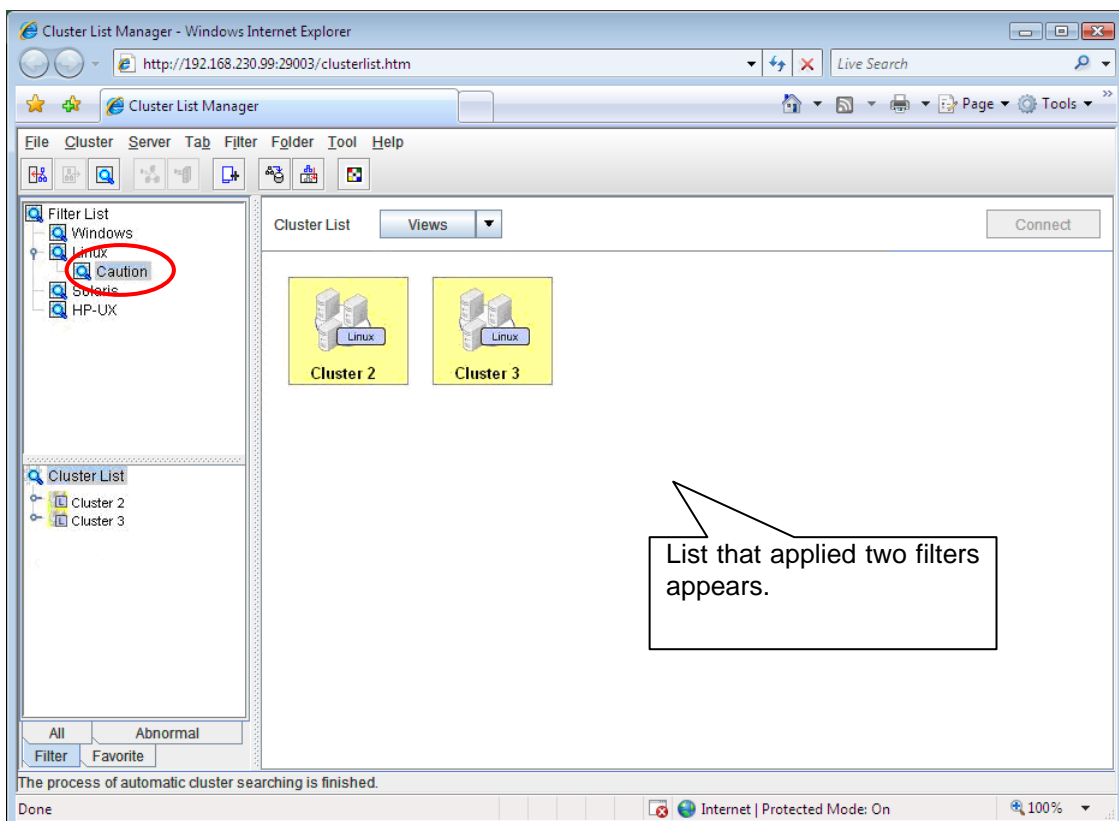 Cluster List Manager - Windows Internet Explorer
http://192.168.230.99:29003/clusterlist.htm
Live Search
Cluster List Manager
Page
Tools
File Cluster Server Tab Filter Folder Tool Help
Filter List
Windows
Linux
Caution
Solaris
HP-UX
Cluster List
Views
Connect
Linux
Cluster 2
Linux
Cluster 3
Cluster List
L Cluster 2
L Cluster 3
List that applied two filters
appears.
All Abnormal
Filter Favorite
The process of automatic cluster searching is finished.
Done
Internet | Protected Mode: On
100%